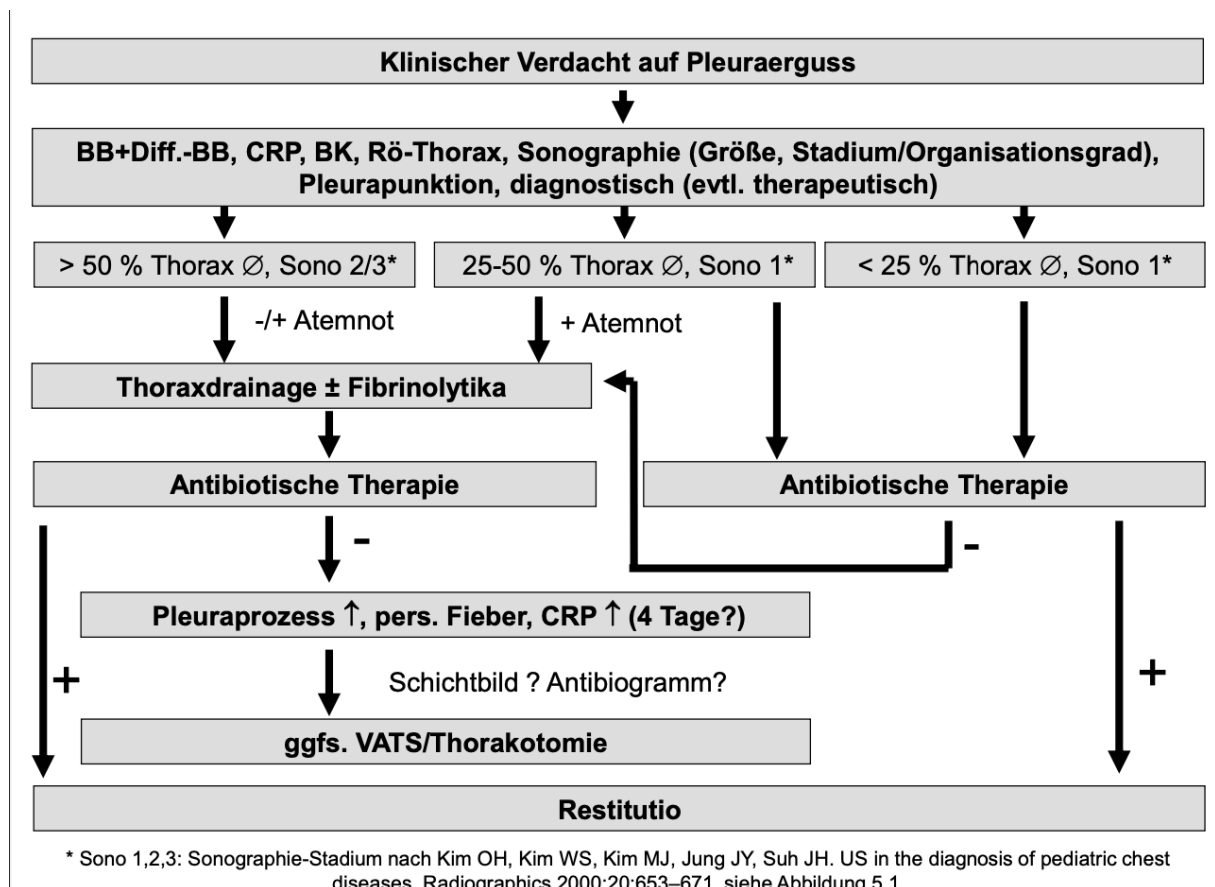 Klinischer Verdacht auf Pleuraerguss
BB+Diff.-BB, CRP, BK, Rö-Thorax, Sonographie (Größe, Stadium/Organisationsgrad),
Pleurapunktion, diagnostisch (evtl. therapeutisch)
> 50 % Thorax ∅, Sono 2/3*
25-50 % Thorax ∅, Sono 1*
< 25 % Thorax ∅, Sono 1*
-/+ Atemnot
+ Atemnot
Thoraxdrainage ± Fibrinolytika
Antibiotische Therapie
Antibiotische Therapie
-
-
Pleuraprozess ↑, pers. Fieber, CRP ↑ (4 Tage?)
+
+
Schichtbild ? Antibiogramm?
ggfs. VATS/Thorakotomie
Restitutio
* Sono 1,2,3: Sonographie-Stadium nach Kim OH, Kim WS, Kim MJ, Jung JY, Suh JH. US in the diagnosis of pediatric chest
diseases. Radiographics 2000;20:653–671, siehe Abbildung 5.1